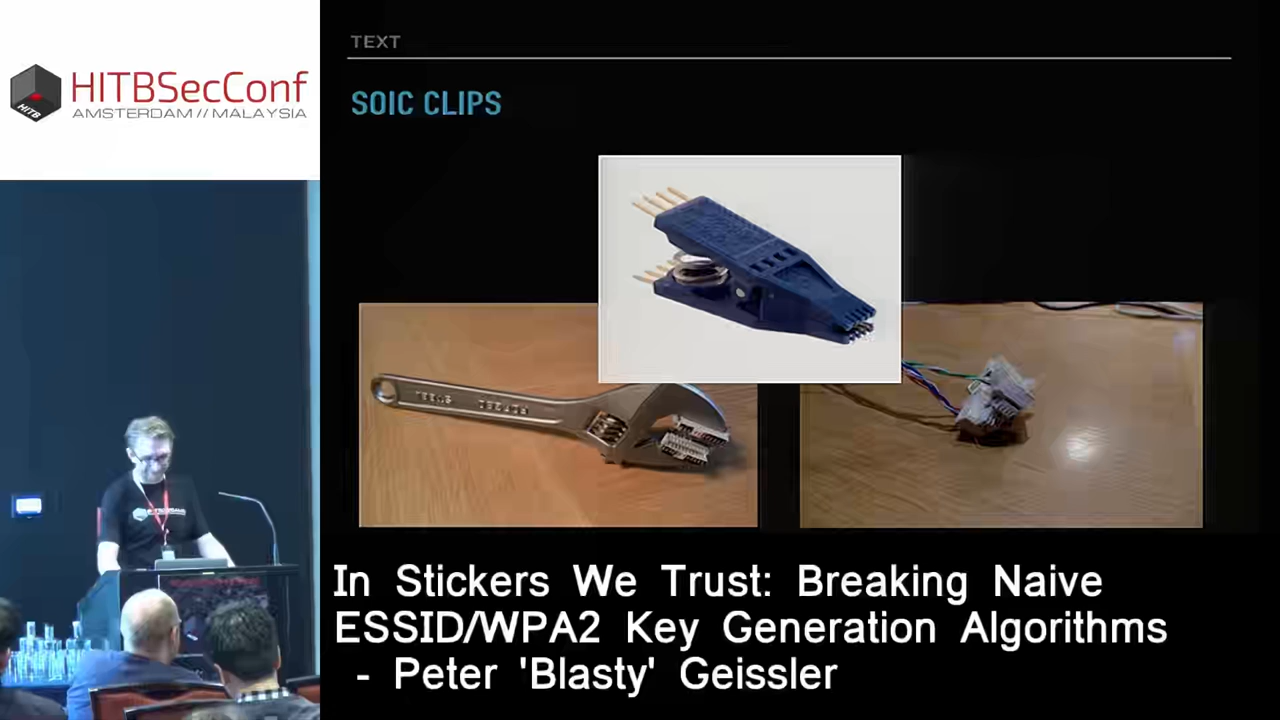 HITBSecConf
AMSTERDAM // MALAYSIA
HITB
TEXT
SOIC CLIPS
In Stickers We Trust: Breaking Naive
ESSID/WPA2 Key Generation Algorithms
- Peter 'Blasty' Geissler